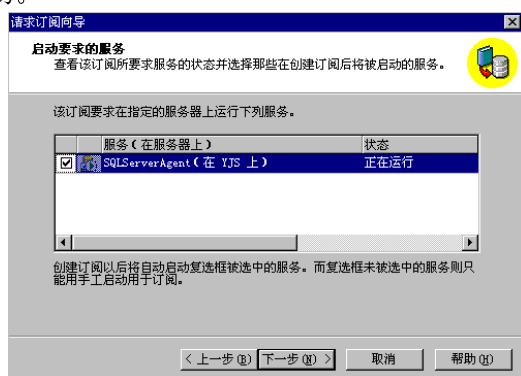 请求订阅向导
启动要求的服务
查看该订阅所要求服务的状态并选择那些在创建订阅后将被启动的服务。
该订阅要求在指定的服务器上运行下列服务。
服务(在服务器上) 状态
SQLServerAgent(在 YJS 上) 正在运行
创建订阅以后将自动启动复选框被选中的服务。而复选框未被选中的服务则只
能用手工启动用于订阅。
< 上一步(B) 下一步(N) > 取消 帮助(H)